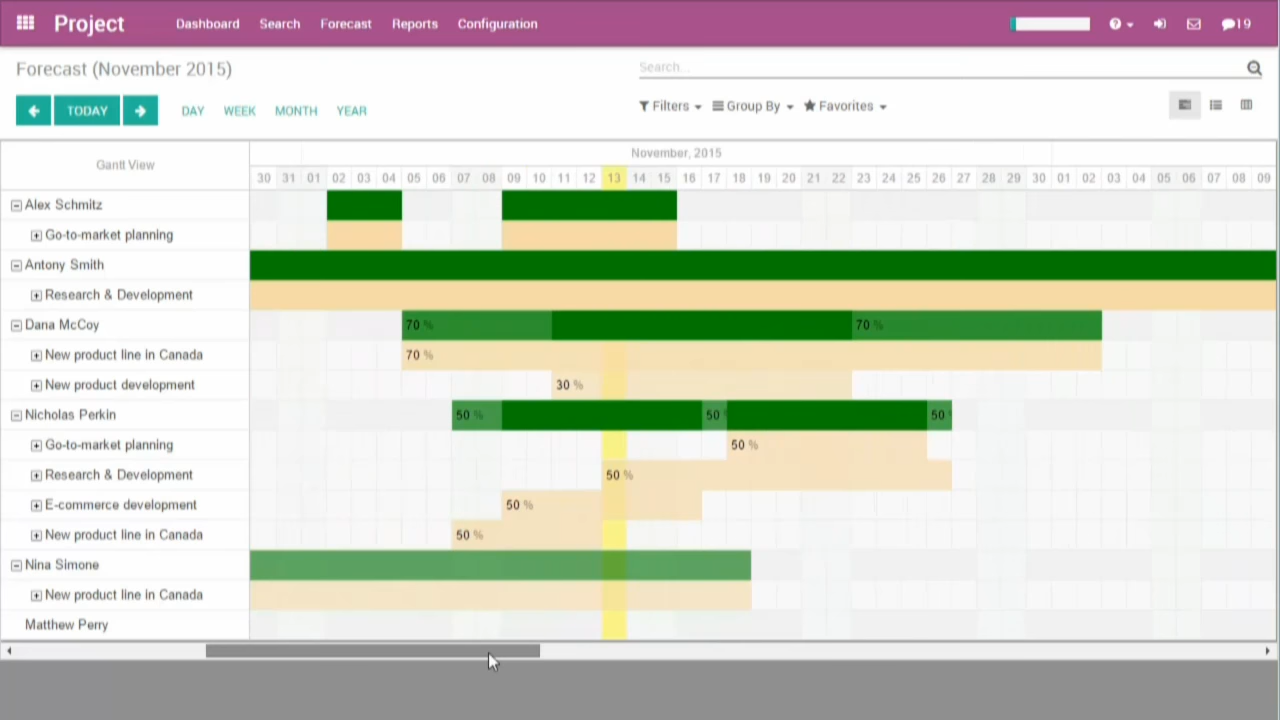 Project Dashboard Search Forecast Reports Configuration 19
Forecast (November 2015) Search...
TODAY DAY WEEK MONTH YEAR Filters Group By Favorites
Gantt View November, 2015
30 31 01 02 03 04 05 06 07 08 09 10 11 12 13 14 15 16 17 18 19 20 21 22 23 24 25 26 27 28 29 30 01 02 03 04 05 06 07 08 09
Alex Schmitz
Go-to-market planning
Antony Smith
Research & Development
Dana McCoy 70 % 70 %
New product line in Canada 70 %
New product development 30 %
Nicholas Perkin 50 % 50 50
Go-to-market planning 50 %
Research & Development 50 %
E-commerce development 50 %
New product line in Canada 50 %
Nina Simone
New product line in Canada
Matthew Perry